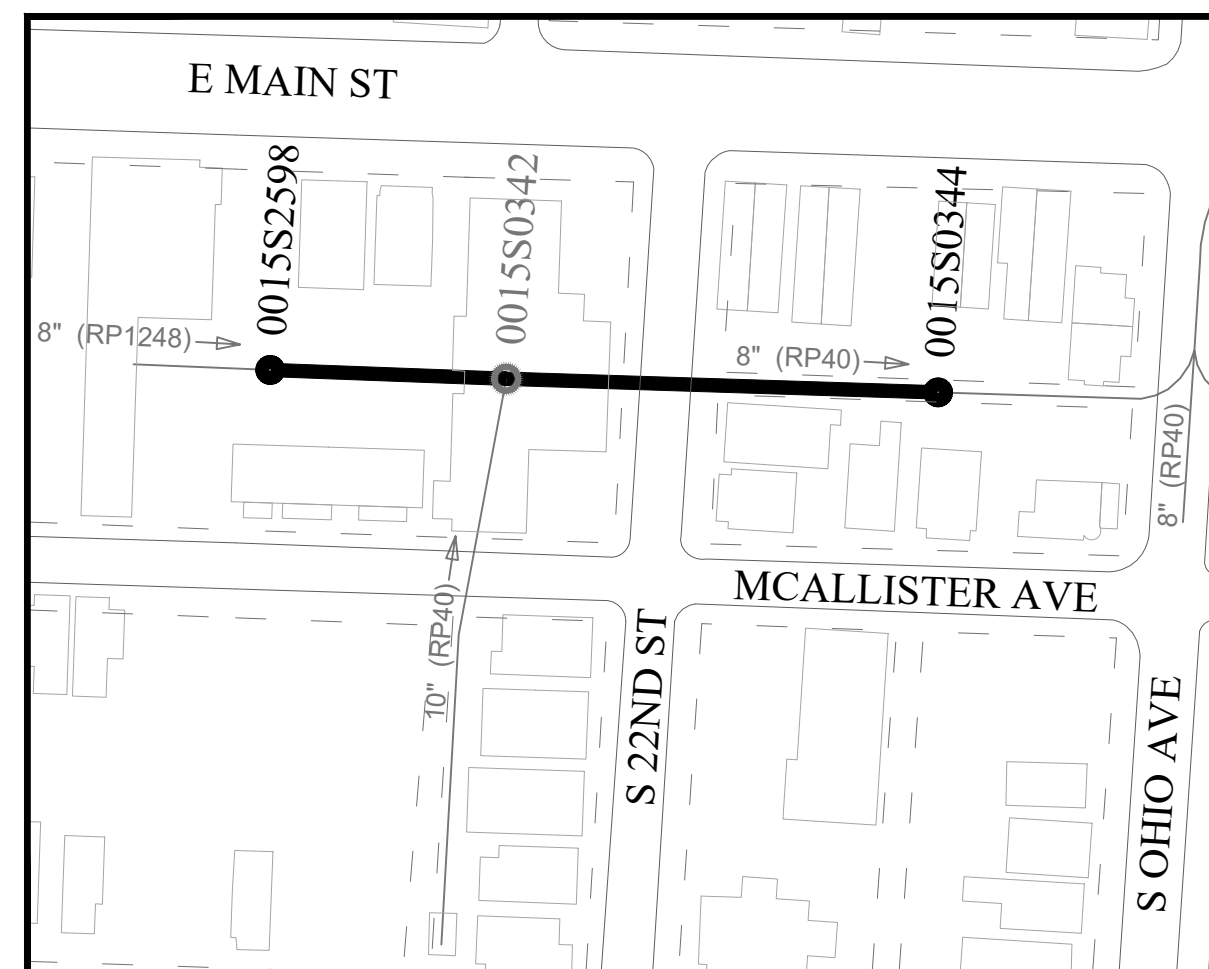 E MAIN ST
0015S2598
0015S0342
0015S0344
8" (RP1248)
8" (RP40)
8" (RP40)
10" (RP40)
MCALLISTER AVE
S 22ND ST
S OHIO AVE